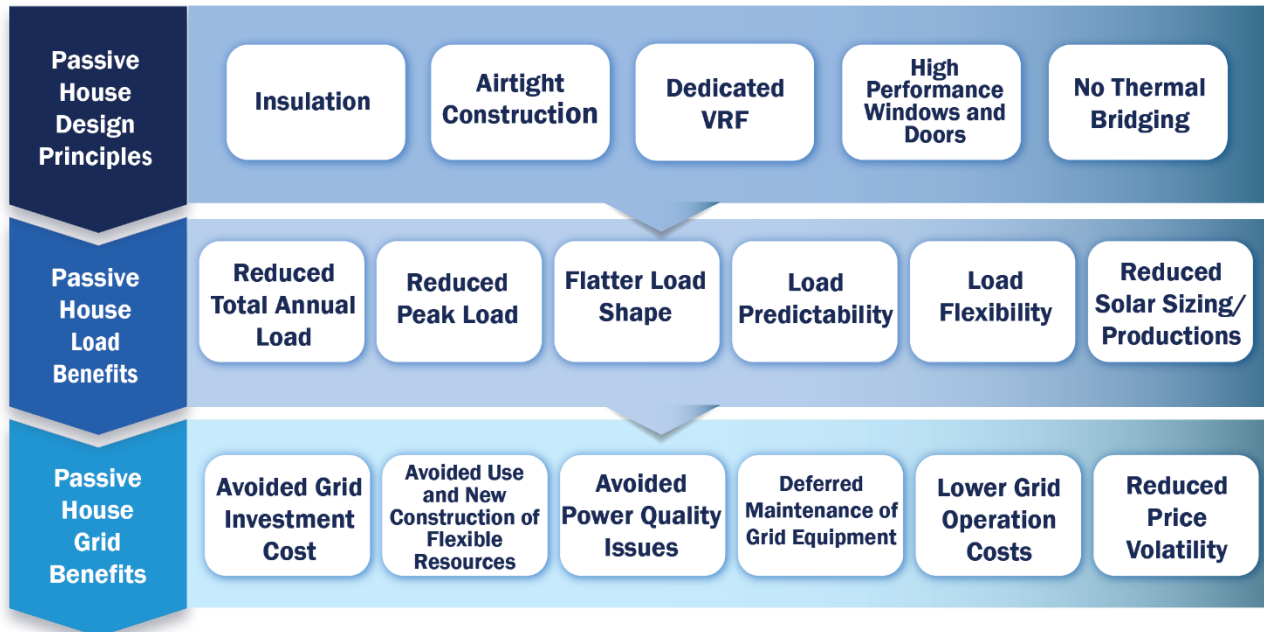 Passive
House
Design
Principles
Insulation
Airtight
Construction
Dedicated
VRF
High
Performance
Windows and
Doors
No Thermal
Bridging
Passive
House
Load
Benefits
Reduced
Total Annual
Load
Reduced
Peak Load
Flatter Load
Shape
Load
Predictability
Load
Flexibility
Reduced
Solar Sizing/
Productions
Passive
House
Grid
Benefits
Avoided Grid
Investment
Cost
Avoided Use
and New
Construction of
Flexible
Resources
Avoided
Power Quality
Issues
Deferred
Maintenance of
Grid Equipment
Lower Grid
Operation
Costs
Reduced
Price
Volatility